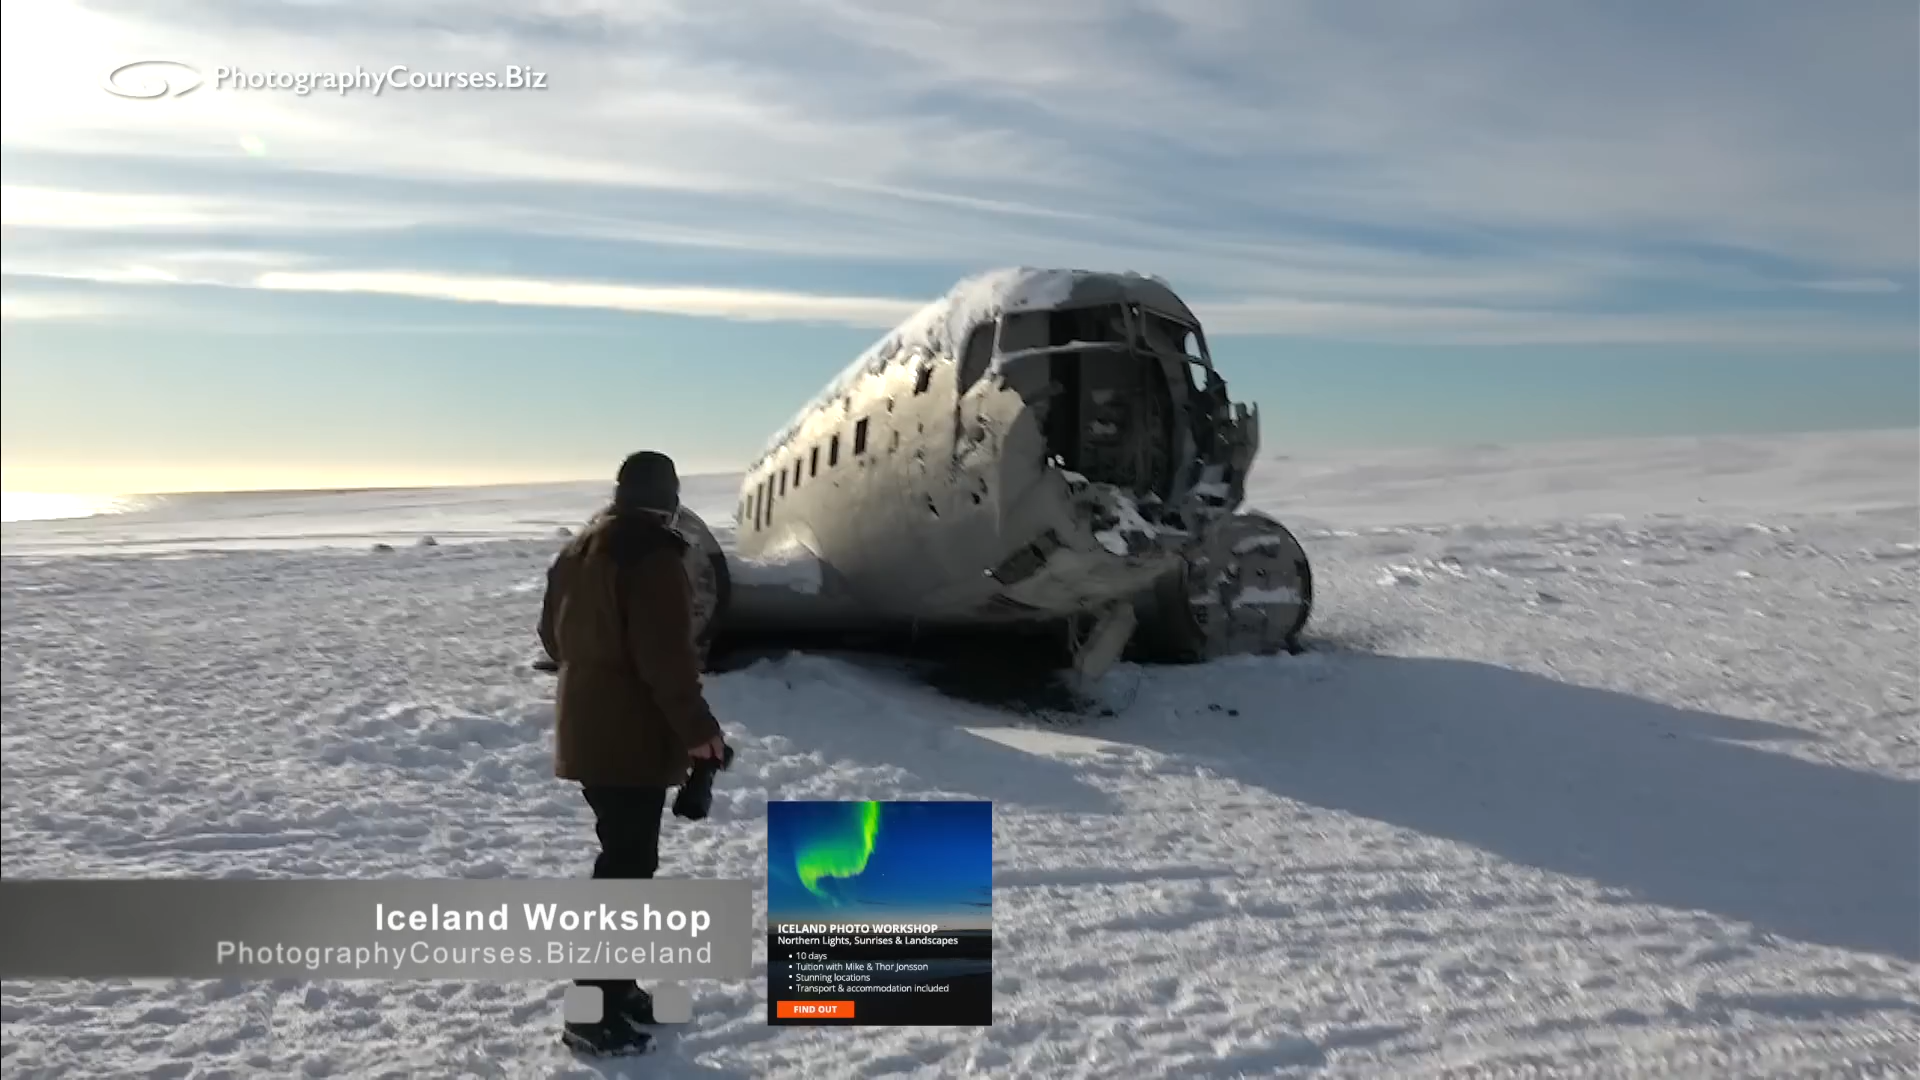 PhotographyCourses.Biz
Iceland Workshop
PhotographyCourses.Biz/iceland
ICELAND PHOTO WORKSHOP
Northern Lights, Sunrises & Landscapes
• 10 days
• Tuition with Mike & Thor Jonsson
• Stunning locations
• Transport & accommodation included
FIND OUT